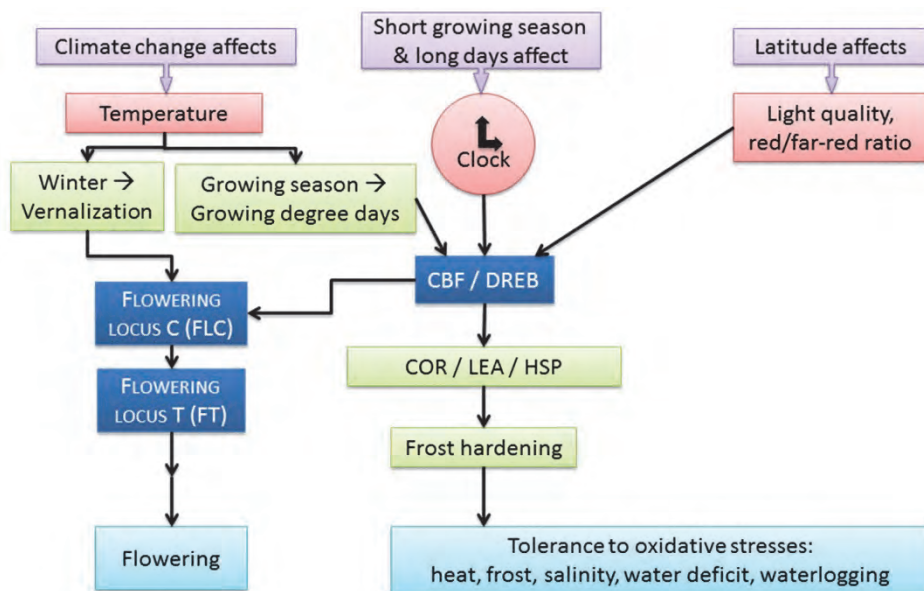 Climate change affects
Short growing season
& long days affect
Latitude affects
Temperature
Clock
Light quality,
red/far-red ratio
Winter →
Vernalization
Growing season →
Growing degree days
CBF / DREB
FLOWERING
LOCUS C (FLC)
COR / LEA / HSP
FLOWERING
LOCUS T (FT)
Frost hardening
Flowering
Tolerance to oxidative stresses:
heat, frost, salinity, water deficit, waterlogging